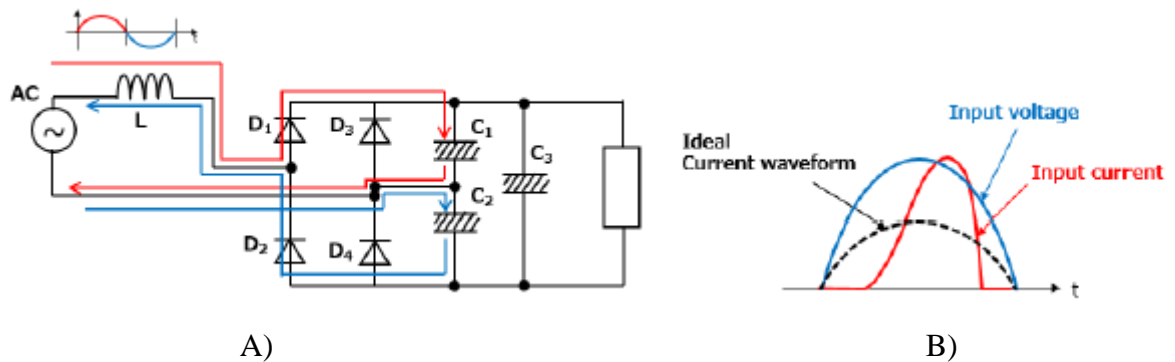 t
AC
~
L
D₁
D₃
C₁
C₃
C₂
D₂
D₄
A)
Input voltage
Ideal
Current waveform
Input current
t
B)